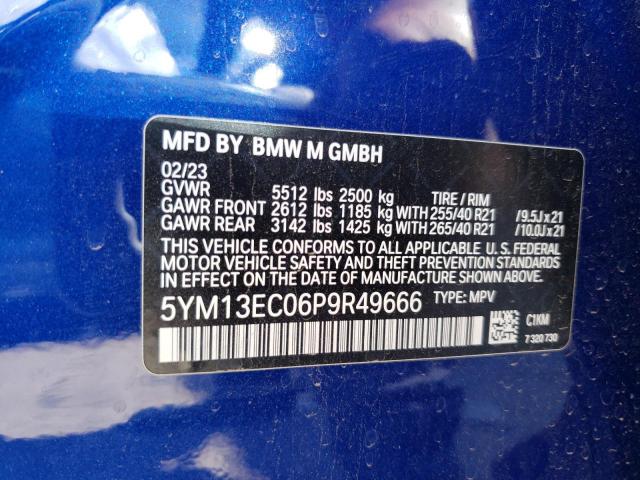 MFD BY BMW M GMBH
02/23
GVWR 5512 lbs 2500 kg TIRE / RIM
GAWR FRONT 2612 lbs 1185 kg WITH 255/40 R21 / 9.5J x 21
GAWR REAR 3142 lbs 1425 kg WITH 265/40 R21 / 10.0J x 21
THIS VEHICLE CONFORMS TO ALL APPLICABLE U. S. FEDERAL
MOTOR VEHICLE SAFETY AND THEFT PREVENTION STANDARDS
IN EFFECT ON THE DATE OF MANUFACTURE SHOWN ABOVE.
5YM13EC06P9R49666 TYPE: MPV
C1KM
7 320 730